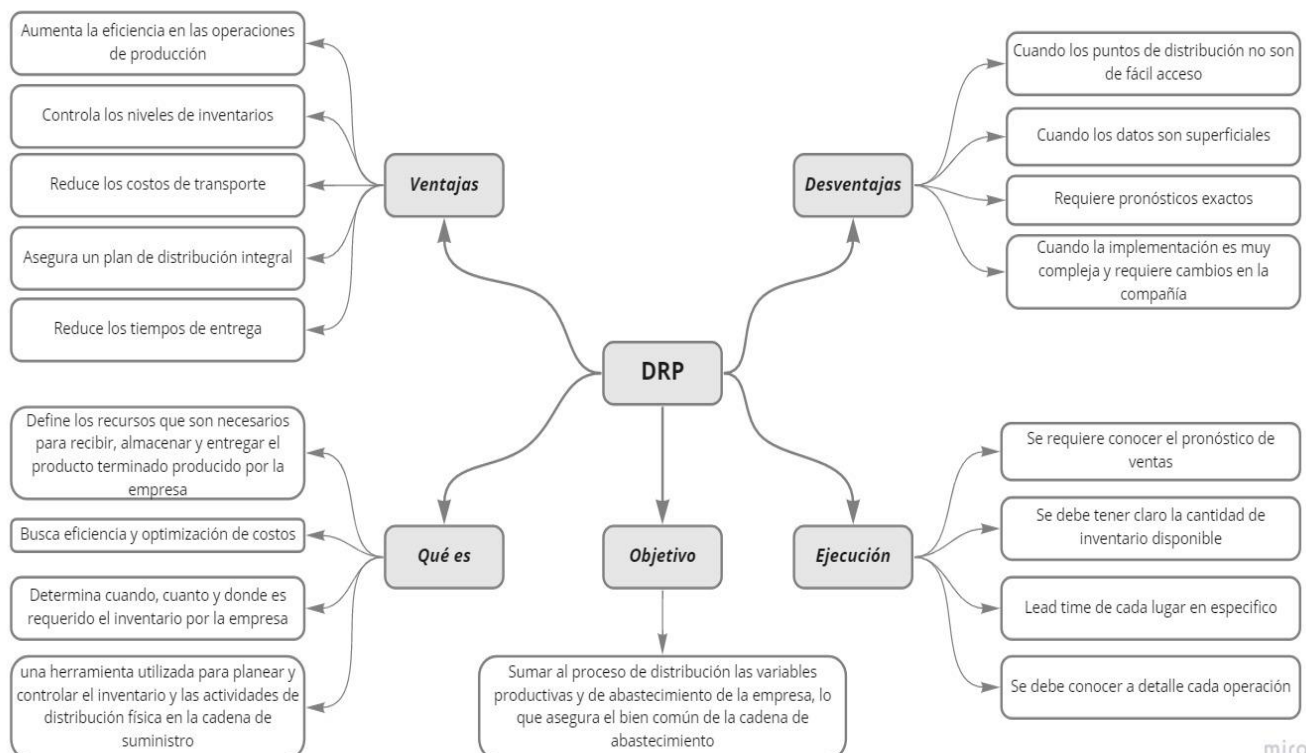 Aumenta la eficiencia en las operaciones
de producción
Controla los niveles de inventarios
Reduce los costos de transporte
Asegura un plan de distribución integral
Reduce los tiempos de entrega
Ventajas
Desventajas
Cuando los puntos de distribución no son
de fácil acceso
Cuando los datos son superficiales
Requiere pronósticos exactos
Cuando la implementación es muy
compleja y requiere cambios en la
compañía
DRP
Define los recursos que son necesarios
para recibir, almacenar y entregar el
producto terminado producido por la
empresa
Busca eficiencia y optimización de costos
Determina cuando, cuanto y donde es
requerido el inventario por la empresa
una herramienta utilizada para planear y
controlar el inventario y las actividades de
distribución física en la cadena de
suministro
Qué es
Objetivo
Sumar al proceso de distribución las variables
productivas y de abastecimiento de la empresa, lo
que asegura el bien común de la cadena de
abastecimiento
Ejecución
Se requiere conocer el pronóstico de
ventas
Se debe tener claro la cantidad de
inventario disponible
Lead time de cada lugar en especifico
Se debe conocer a detalle cada operación
miro